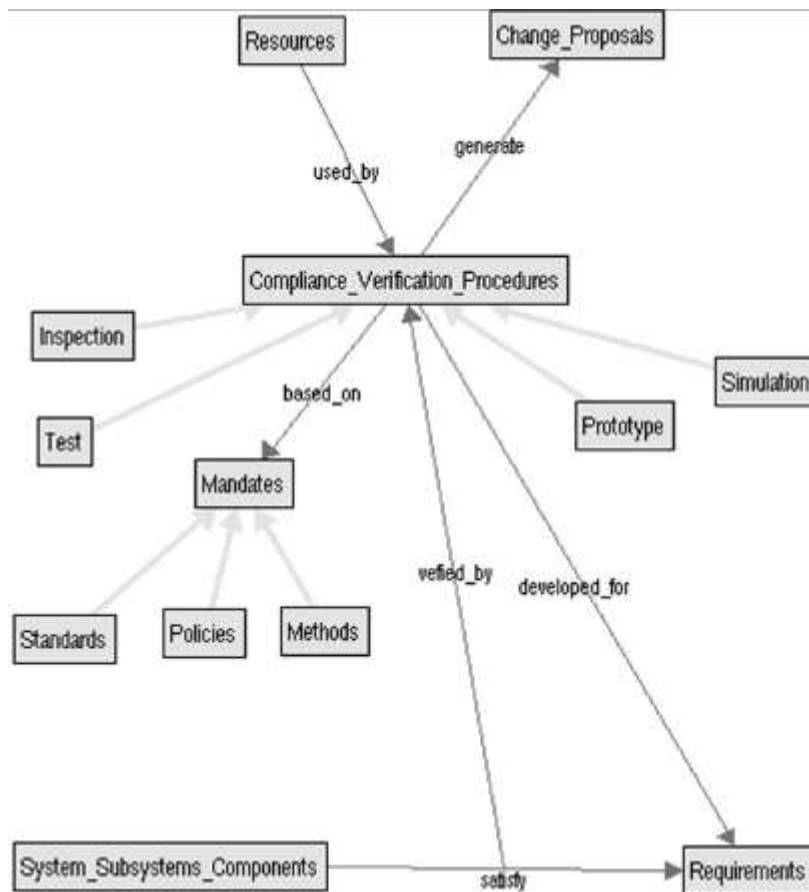 Resources
Change_Proposals
generate
used_by
Compliance_Verification_Procedures
Inspection
Simulation
based_on
Prototype
Test
Mandates
vefied_by
developed_for
Standards
Policies
Methods
System_Subsystems_Components
satisfy
Requirements